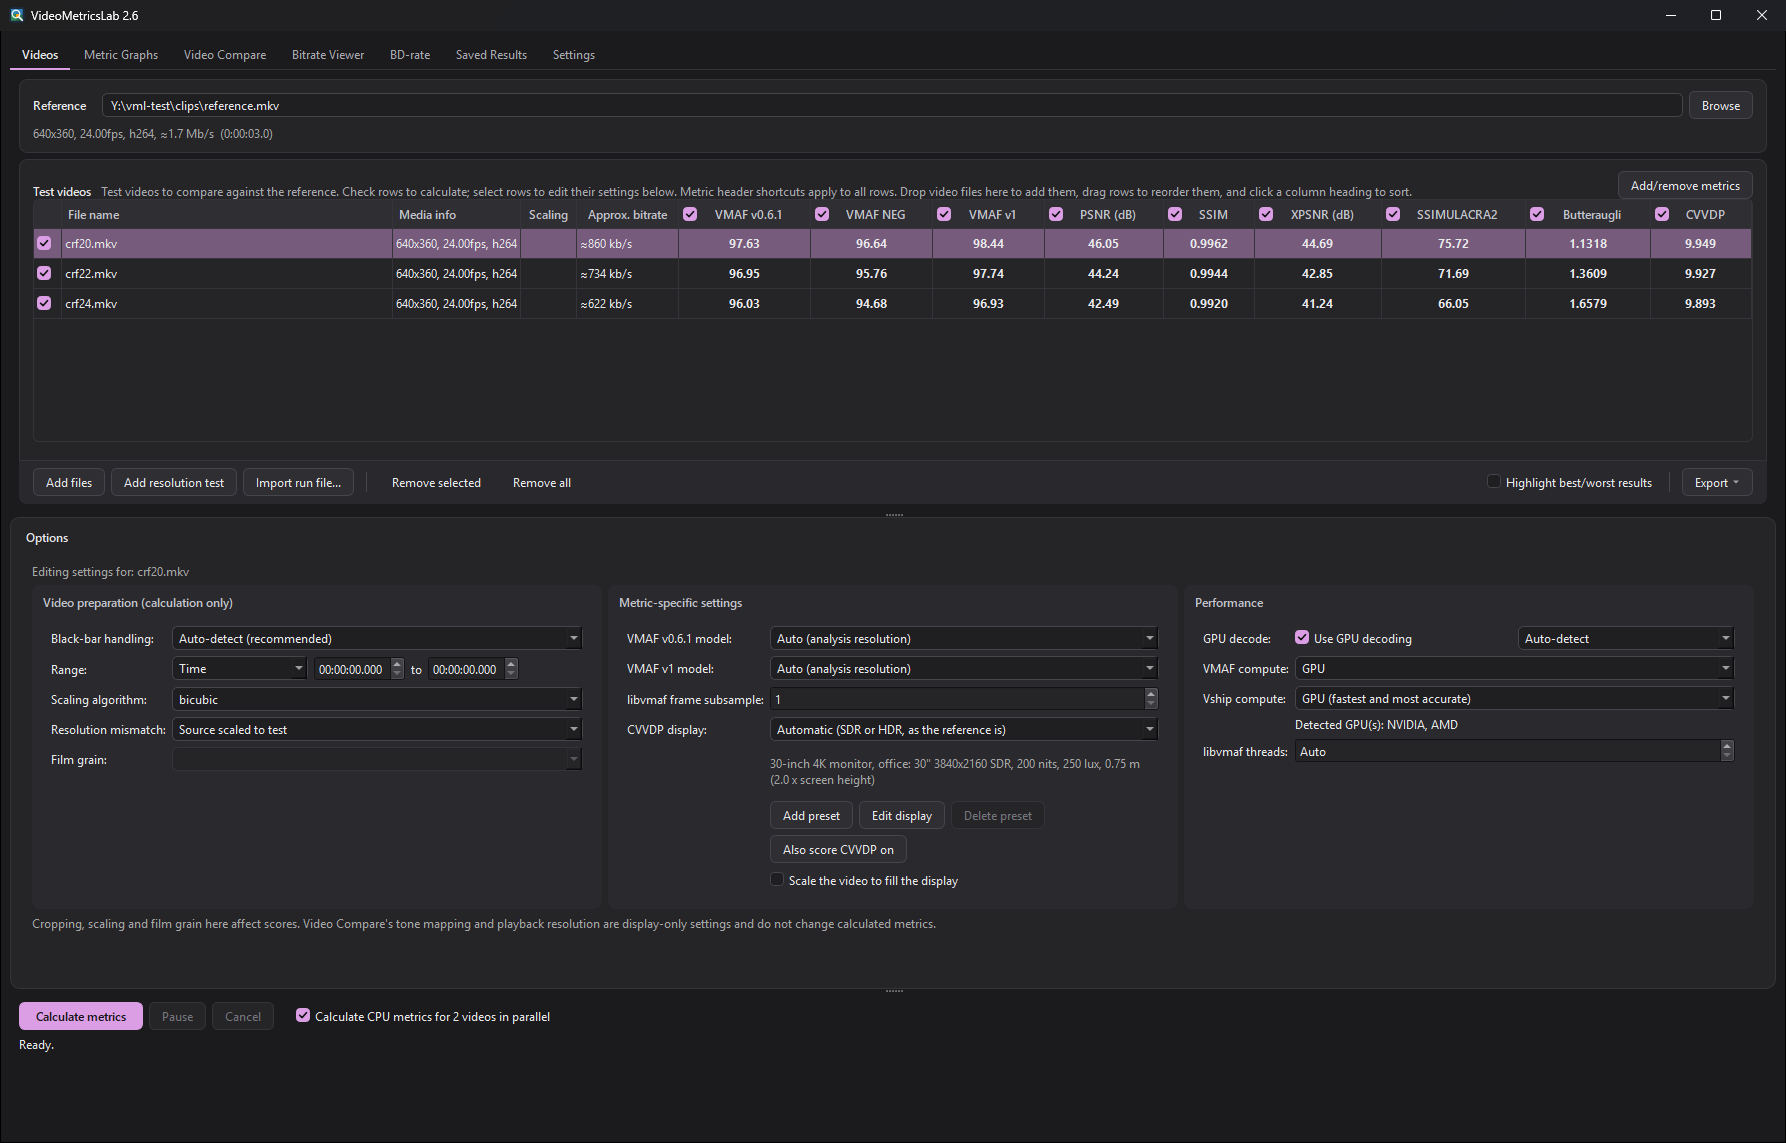 VideoMetricsLab 2.6
Videos Metric Graphs Video Compare Bitrate Viewer BD-rate Saved Results Settings
Reference Y:\vml-test\clips\reference.mkv Browse
640x360, 24.00fps, h264, ≈1.7 Mb/s (0:00:03.0)
Test videos Test videos to compare against the reference. Check rows to calculate; select rows to edit their settings below. Metric header shortcuts apply to all rows. Drop video files here to add them, drag rows to reorder them, and click a column heading to sort. Add/remove metrics
File name Media info Scaling Approx. bitrate VMAF v0.6.1 VMAF NEG VMAF v1 PSNR (dB) SSIM XPSNR (dB) SSIMULACRA2 Butteraugli CVVDP
crf20.mkv 640x360, 24.00fps, h264 ≈860 kb/s 97.63 96.64 98.44 46.05 0.9962 44.69 75.72 1.1318 9.949
crf22.mkv 640x360, 24.00fps, h264 ≈734 kb/s 96.95 95.76 97.74 44.24 0.9944 42.85 71.69 1.3609 9.927
crf24.mkv 640x360, 24.00fps, h264 ≈622 kb/s 96.03 94.68 96.93 42.49 0.9920 41.24 66.05 1.6579 9.893
Add files Add resolution test Import run file... Remove selected Remove all Highlight best/worst results Export
Options
Editing settings for: crf20.mkv
Video preparation (calculation only)
Black-bar handling: Auto-detect (recommended)
Range: Time 00:00:00.000 to 00:00:00.000
Scaling algorithm: bicubic
Resolution mismatch: Source scaled to test
Film grain:
Metric-specific settings
VMAF v0.6.1 model: Auto (analysis resolution)
VMAF v1 model: Auto (analysis resolution)
libvmaf frame subsample: 1
CVVDP display: Automatic (SDR or HDR, as the reference is)
30-inch 4K monitor, office: 30" 3840x2160 SDR, 200 nits, 250 lux, 0.75 m
(2.0 x screen height)
Add preset Edit display Delete preset
Also score CVVDP on
Scale the video to fill the display
Performance
GPU decode: Use GPU decoding Auto-detect
VMAF compute: GPU
Vship compute: GPU (fastest and most accurate)
Detected GPU(s): NVIDIA, AMD
libvmaf threads: Auto
Cropping, scaling and film grain here affect scores. Video Compare's tone mapping and playback resolution are display-only settings and do not change calculated metrics.
Calculate metrics Pause Cancel Calculate CPU metrics for 2 videos in parallel
Ready.